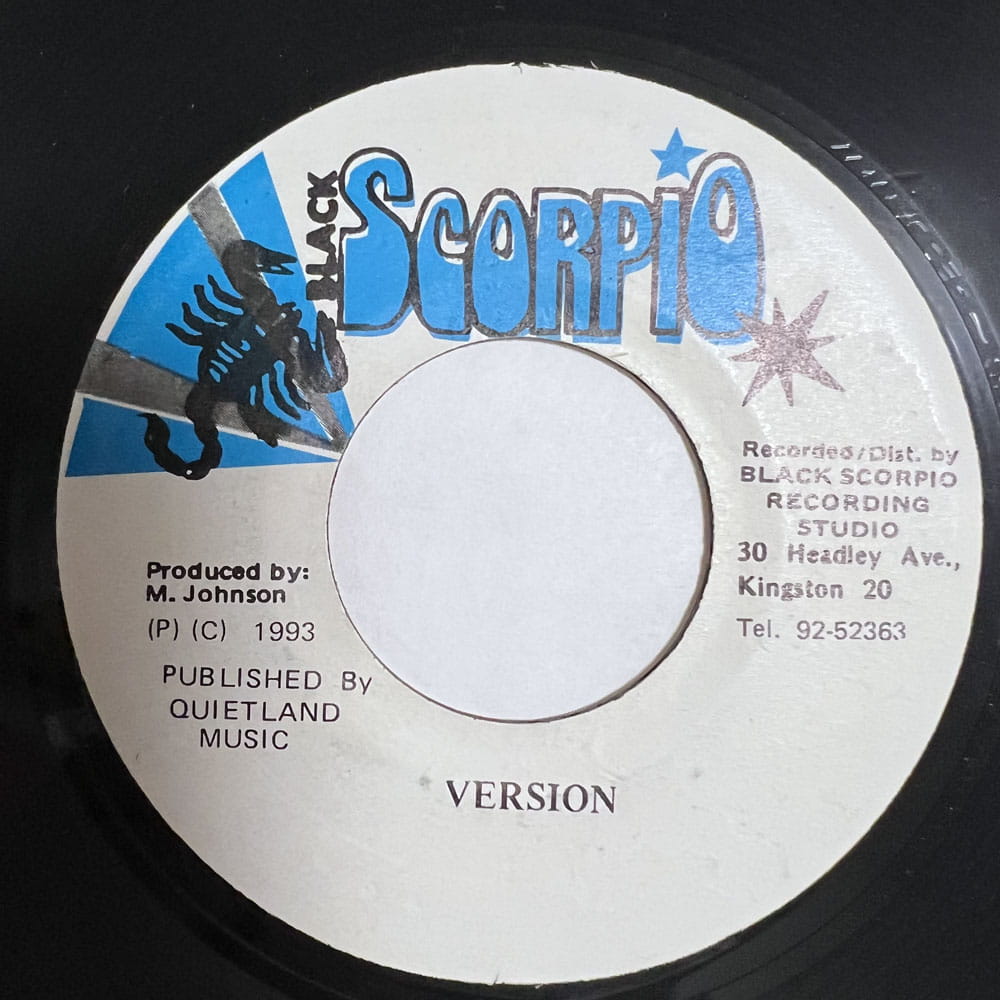 BLACK
SCORPIO
Recorded/Dist. by
BLACK SCORPIO
RECORDING
STUDIO
30 Headley Ave.,
Kingston 20
Tel. 92-52363
Produced by:
M. Johnson
(P) (C) 1993
PUBLISHED By
QUIETLAND
MUSIC
VERSION